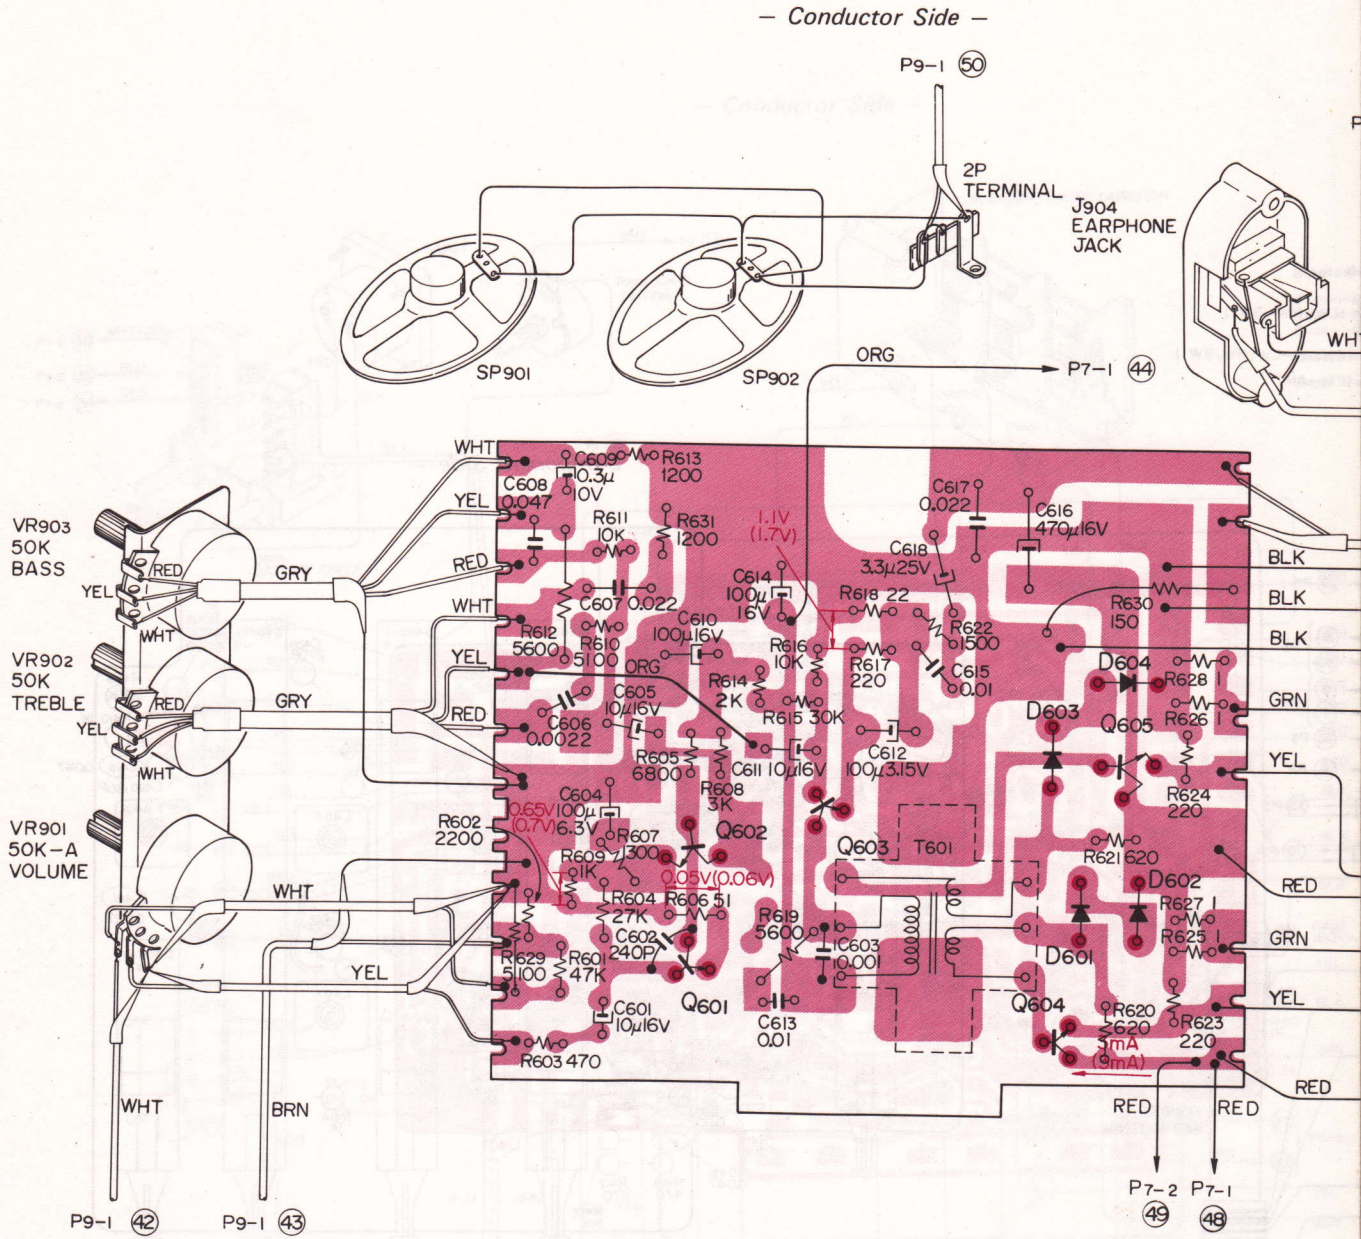 — Conductor Side —
P9-1 50
2P
TERMINAL
J904
EARPHONE
JACK
WHT
SP901
SP902
ORG
P7-1 44
VR903
50K
BASS
RED
YEL
WHT
GRY
VR902
50K
TREBLE
RED
YEL
WHT
GRY
VR901
50K-A
VOLUME
WHT
YEL
WHT
BRN
P9-1 42
P9-1 43
WHT
YEL
RED
WHT
YEL
RED
C608
0.047
C609
0.3µ
10V
R613
1200
R611
10K
R631
1200
C607 0.022
R612
5600
R610
5100
C610
100µ16V
ORG
C606
0.0022
C605
10µ16V
R605
6800
R614
2K
C614
100µ
16V
1.1V
(1.7V)
R616
10K
R615 30K
R618 22
R617
220
C617
0.022
C616
470µ16V
C618
3.3µ25V
R622
1500
C615
0.01
R630
150
BLK
BLK
BLK
D604
R628 1
R626 1
GRN
D603
Q605
C611 10µ16V
C612
100µ3.15V
R608
3K
C604
100µ
6.3V
0.65V
(0.7V)
R602
2200
R607
300
R609
1K
Q602
0.05V(0.06V)
R604
27K
R606 51
Q603
T601
R624
220
YEL
R621 620
RED
D602
D601
R627 1
R625 1
GRN
R629
5100
R601
47K
C602
240P
Q601
R619
5600
C603
0.001
C601
10µ16V
C613
0.01
R603 470
Q604
R620
620
3mA
(9mA)
R623
220
YEL
RED
RED
RED
P7-2
49
P7-1
48